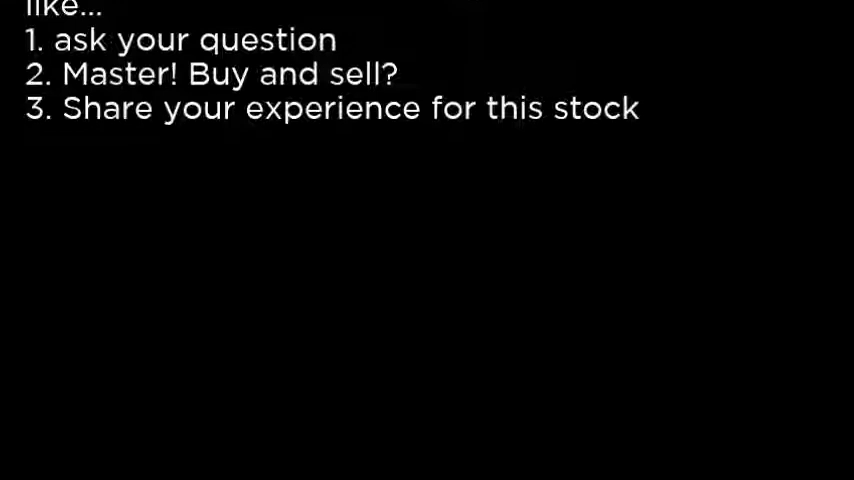 like...
1. ask your question
2. Master! Buy and sell?
3. Share your experience for this stock